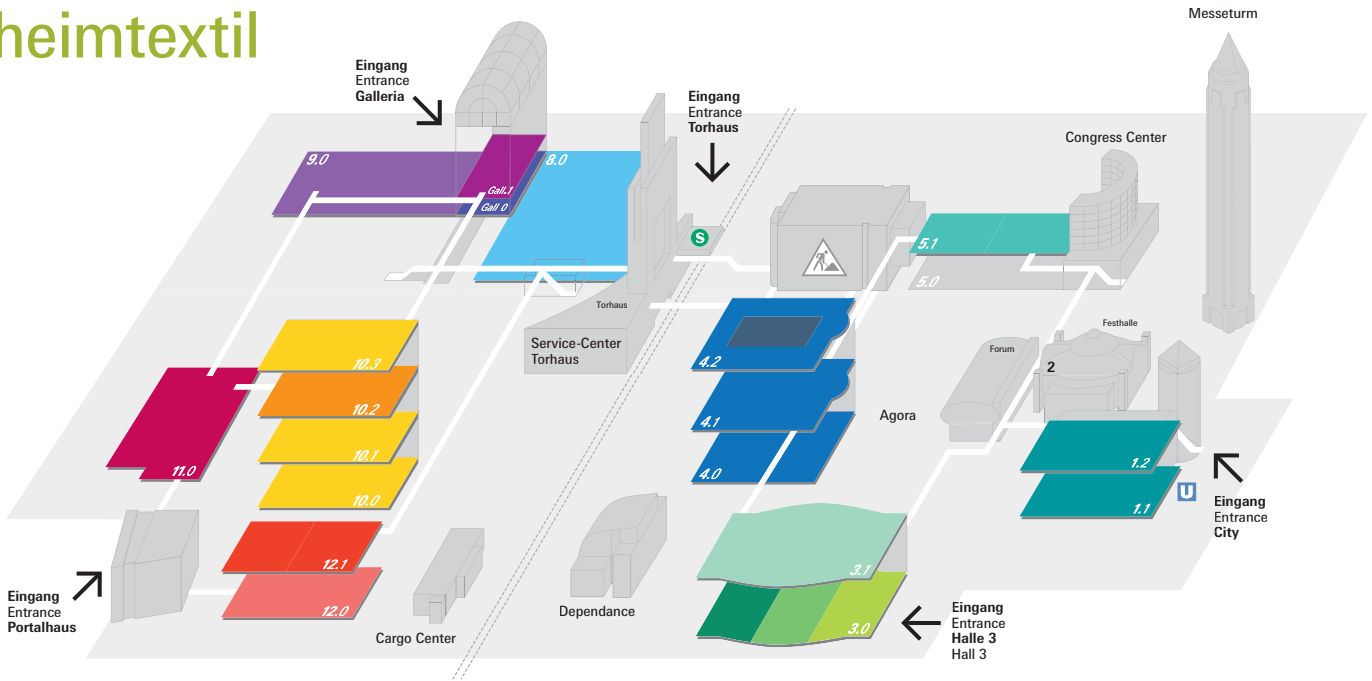 heimtextil
Messeturm
Eingang
Entrance
Galleria
Eingang
Entrance
Torhaus
Congress Center
9.0
8.0
Gall.1
Gall 0
S
5.1
5.0
Torhaus
Service-Center
Torhaus
4.2
4.1
4.0
Agora
Forum
Festhalle
2
10.3
10.2
10.1
10.0
11.0
1.2
1.1
U
Eingang
Entrance
City
12.1
12.0
3.1
3.0
Eingang
Entrance
Portalhaus
Cargo Center
Dependance
Eingang
Entrance
Halle 3
Hall 3